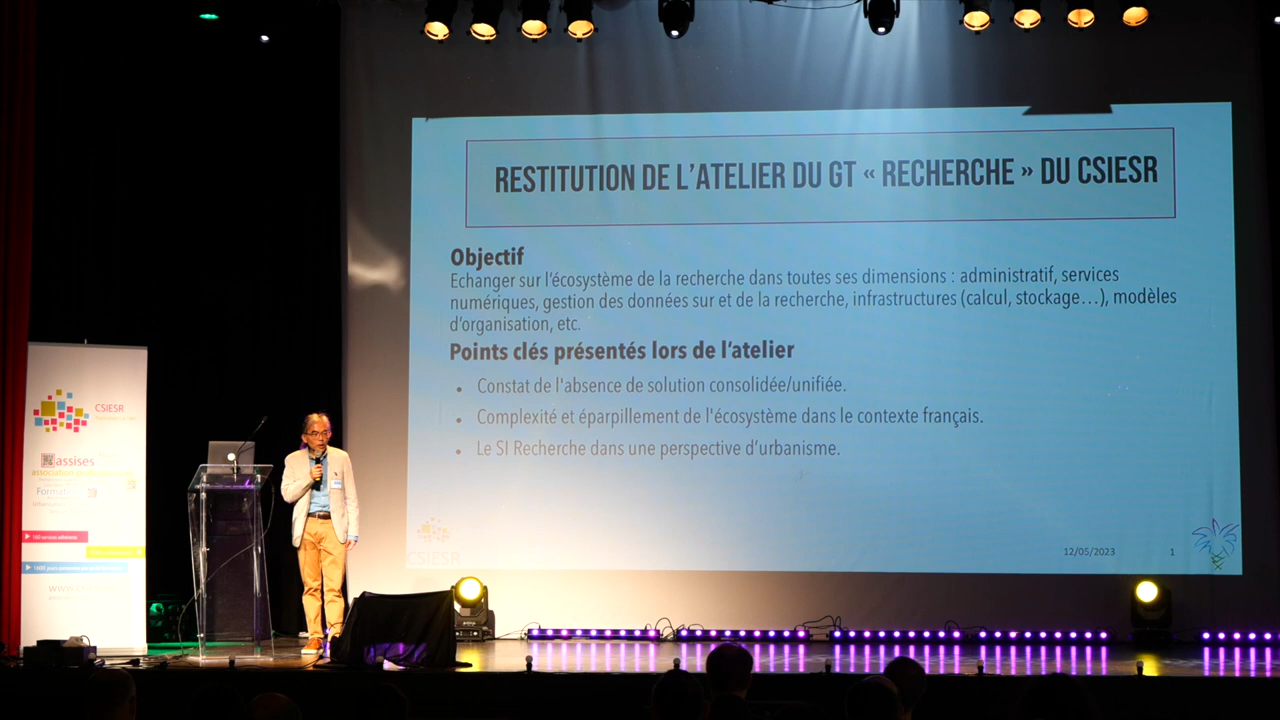 RESTITUTION DE L'ATELIER DU GT « RECHERCHE » DU CSIESR
Objectif
Echanger sur l'écosystème de la recherche dans toutes ses dimensions : administratif, services
numériques, gestion des données sur et de la recherche, infrastructures (calcul, stockage…), modèles
d'organisation, etc.
Points clés présentés lors de l'atelier
• Constat de l'absence de solution consolidée/unifiée.
• Complexité et éparpillement de l'écosystème dans le contexte français.
• Le SI Recherche dans une perspective d'urbanisme.
CSIESR
12/05/2023
1
CSIESR
assises
Formation